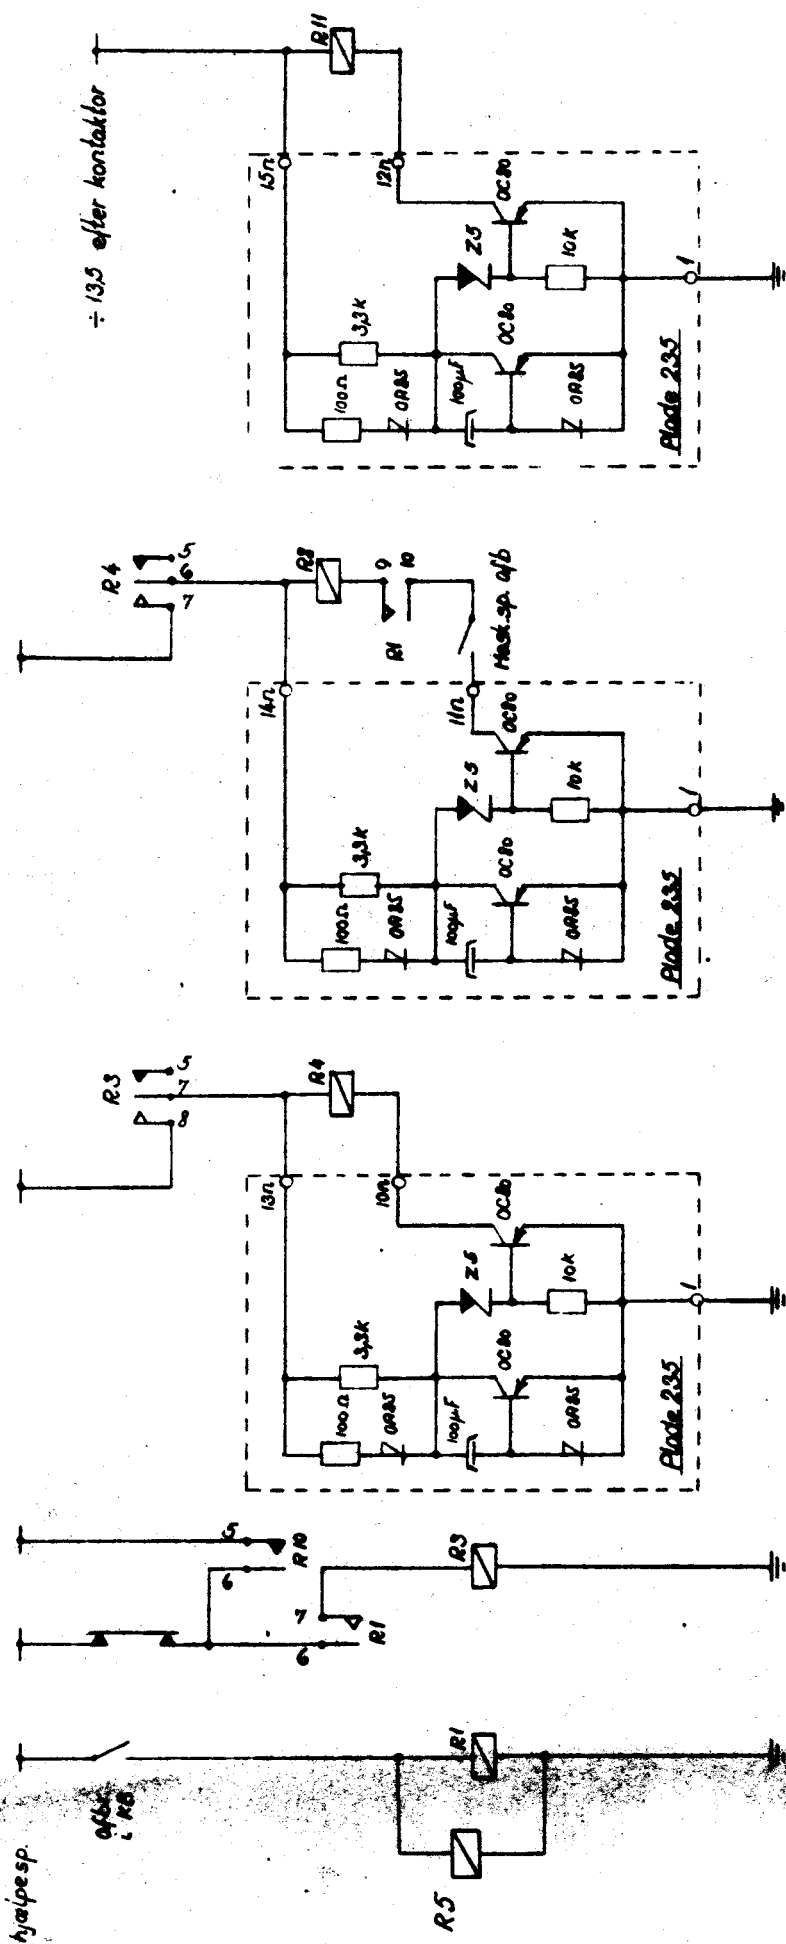 ÷ 13,5 efter kontaktor
R11
15n
12n
OC80
Z5
10k
1
OC80
3,3k
100Ω
OA85
100µF
OA85
Plade 235
R4
5
6
7
R8
9
10
R1
Mask.sp. a/b
14n
11n
OC80
Z5
10k
1
OC80
3,3k
100Ω
OA85
100µF
OA85
Plade 235
R3
5
7
8
R4
13n
10n
OC80
Z5
10k
1
OC80
3,3k
100Ω
OA85
100µF
OA85
Plade 235
5
R10
6
7
R1
6
R3
hjælpesp.
afbr.
i KB
R1
R5